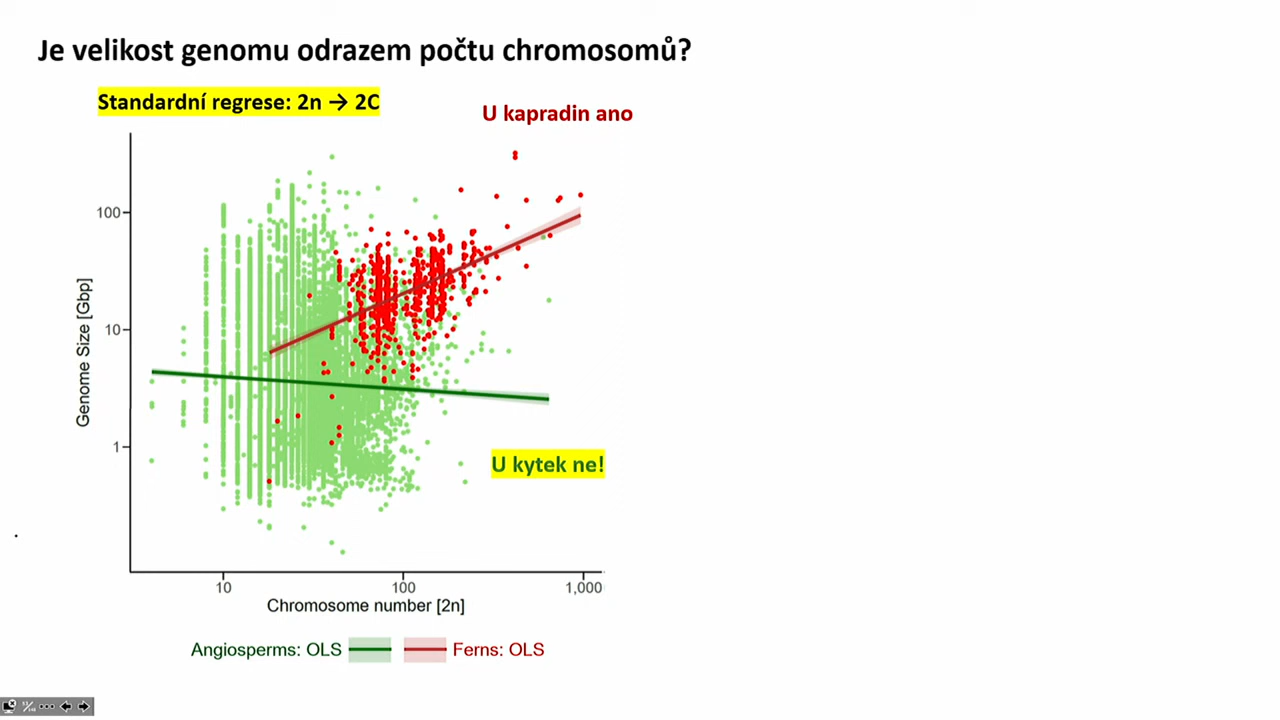 Je velikost genomu odrazem počtu chromosomů?
Standardní regrese: 2n → 2C
U kapradin ano
100
10
1
Genome Size [Gbp]
U kytek ne!
10
100
1,000
Chromosome number [2n]
Angiosperms: OLS
Ferns: OLS